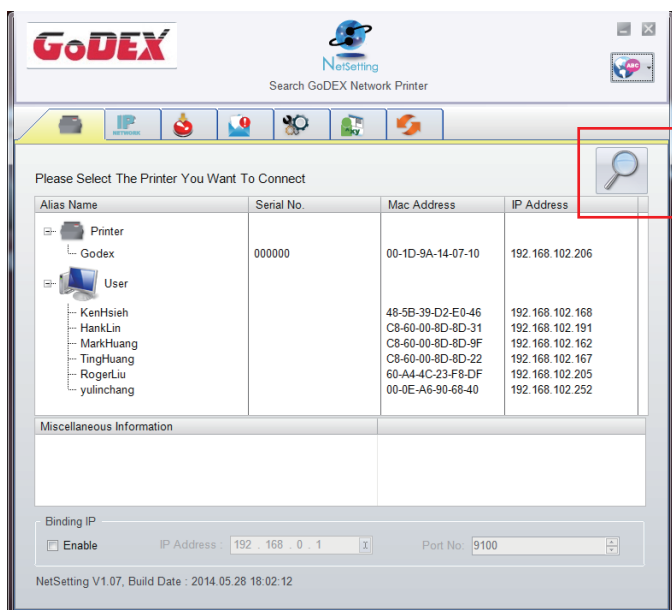 GoDEX
NetSetting
Search GoDEX Network Printer
ABC
IP
NETWORK
Please Select The Printer You Want To Connect
Alias Name Serial No. Mac Address IP Address
Printer
Godex 000000 00-1D-9A-14-07-10 192.168.102.206
User
KenHsieh 48-5B-39-D2-E0-46 192.168.102.168
HankLin C8-60-00-8D-8D-31 192.168.102.191
MarkHuang C8-60-00-8D-8D-9F 192.168.102.162
TingHuang C8-60-00-8D-8D-22 192.168.102.167
RogerLiu 60-A4-4C-23-F8-DF 192.168.102.205
yulinchang 00-0E-A6-90-68-40 192.168.102.252
Miscellaneous Information
Binding IP
Enable IP Address : 192 . 168 . 0 . 1 Port No: 9100
NetSetting V1.07, Build Date : 2014.05.28 18:02:12